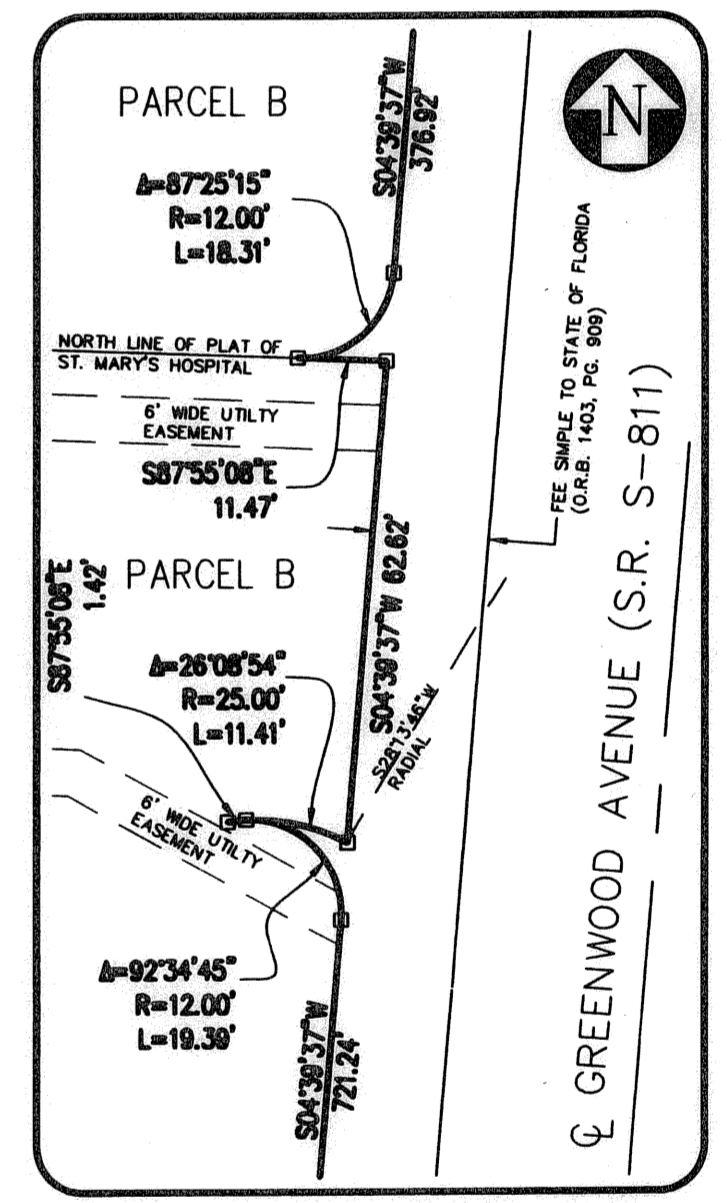 PARCEL B
S04°39'37"W
376.92'
N
Δ=87°25'15"
R=12.00'
L=18.31'
FEE SIMPLE TO STATE OF FLORIDA
(O.R.B. 1403, PG. 909)
NORTH LINE OF PLAT OF
ST. MARY'S HOSPITAL
6' WIDE UTILTY
EASEMENT
S87°55'08"E
11.47'
S04°39'37"W 62.62'
PARCEL B
S87°55'08"E
1.42'
Δ=26°08'54"
R=25.00'
L=11.41'
S28°13'46"W
RADIAL
6' WIDE UTILTY
EASEMENT
Δ=92°34'45"
R=12.00'
L=19.39'
S04°39'37"W
721.24'
℄ GREENWOOD AVENUE (S.R. S-811)